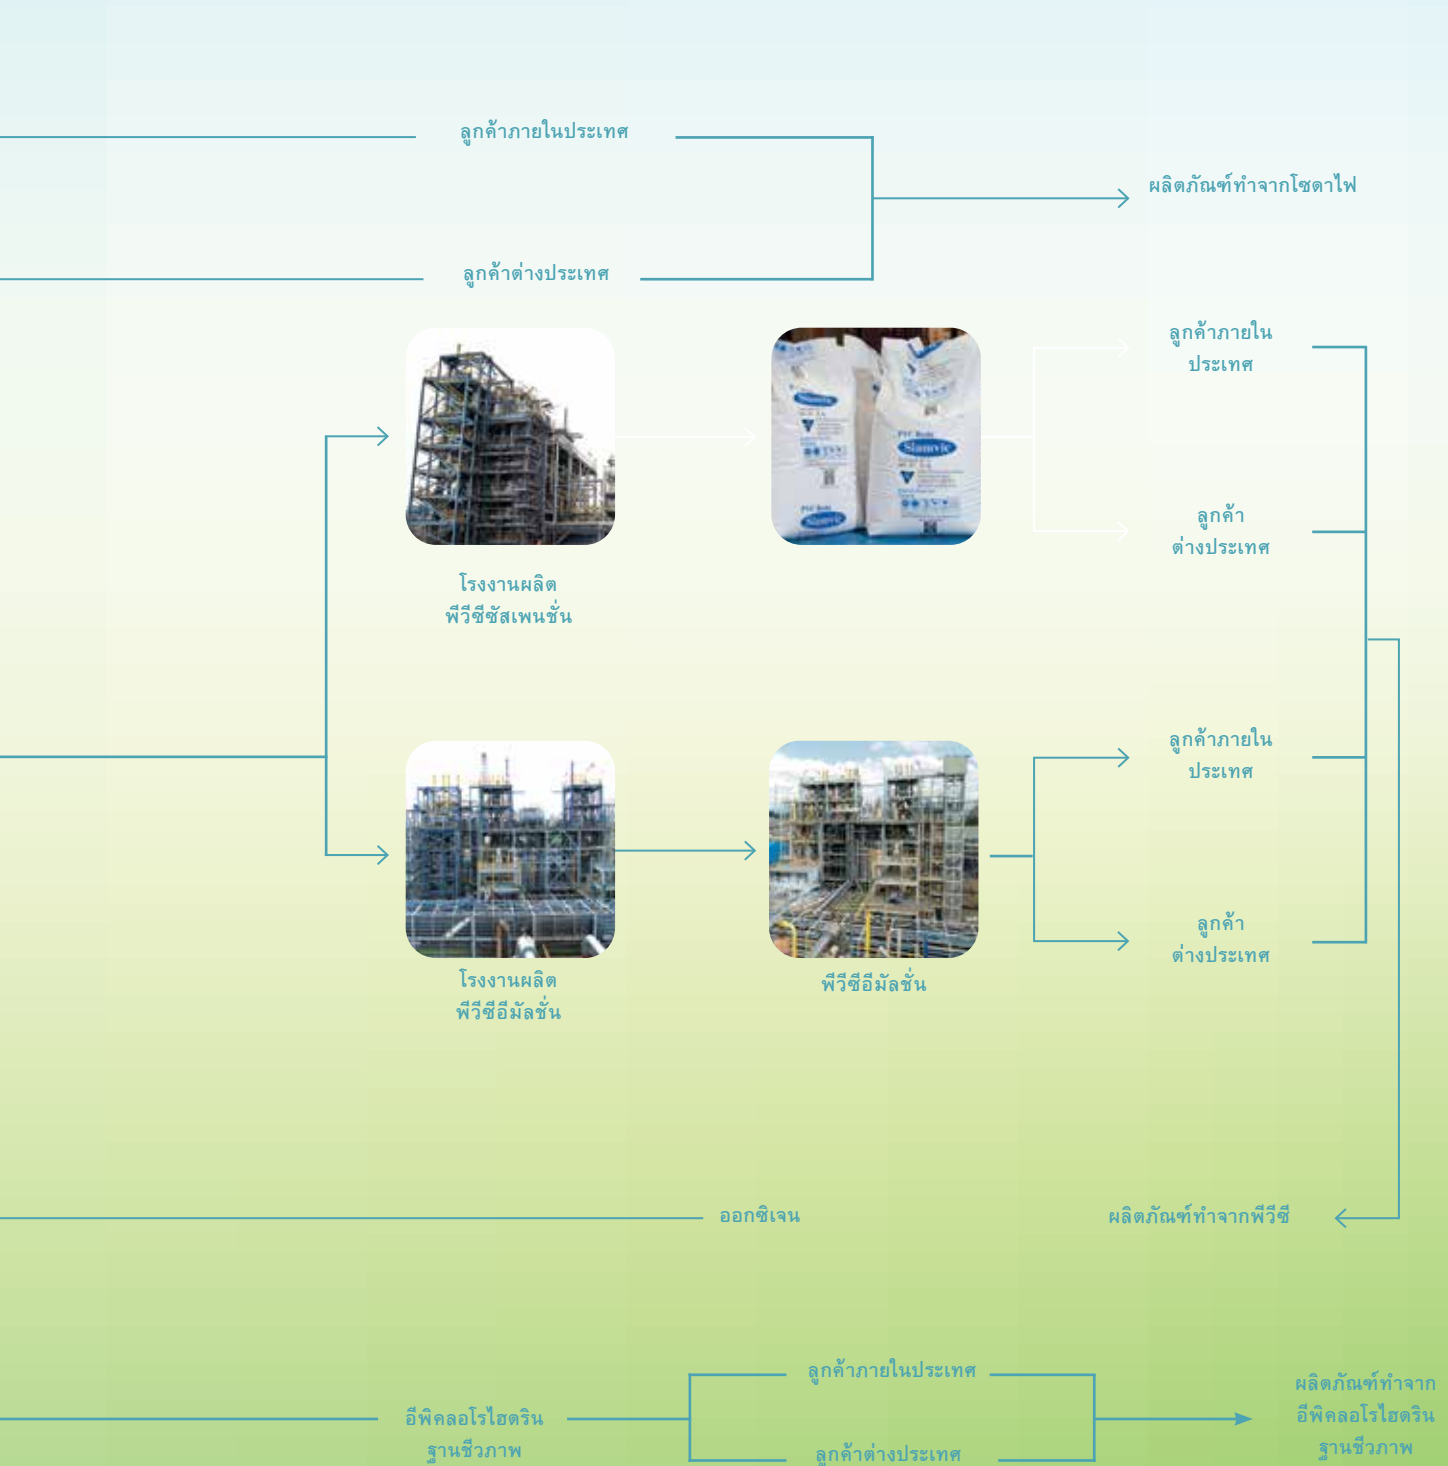 ลูกค้าภายในประเทศ
ผลิตภัณฑ์ทำจากโซดาไฟ
ลูกค้าต่างประเทศ
ลูกค้าภายใน
ประเทศ
PVC Resin
Siamvic
PVC Resin
Siamvic
ลูกค้า
ต่างประเทศ
โรงงานผลิต
พีวีซีซัสเพนชั่น
ลูกค้าภายใน
ประเทศ
ลูกค้า
ต่างประเทศ
โรงงานผลิต
พีวีซีอีมัลชั่น
พีวีซีอีมัลชั่น
ออกซิเจน
ผลิตภัณฑ์ทำจากพีวีซี
ลูกค้าภายในประเทศ
อีพิคลอโรไฮดริน
ฐานชีวภาพ
ลูกค้าต่างประเทศ
ผลิตภัณฑ์ทำจาก
อีพิคลอโรไฮดริน
ฐานชีวภาพ